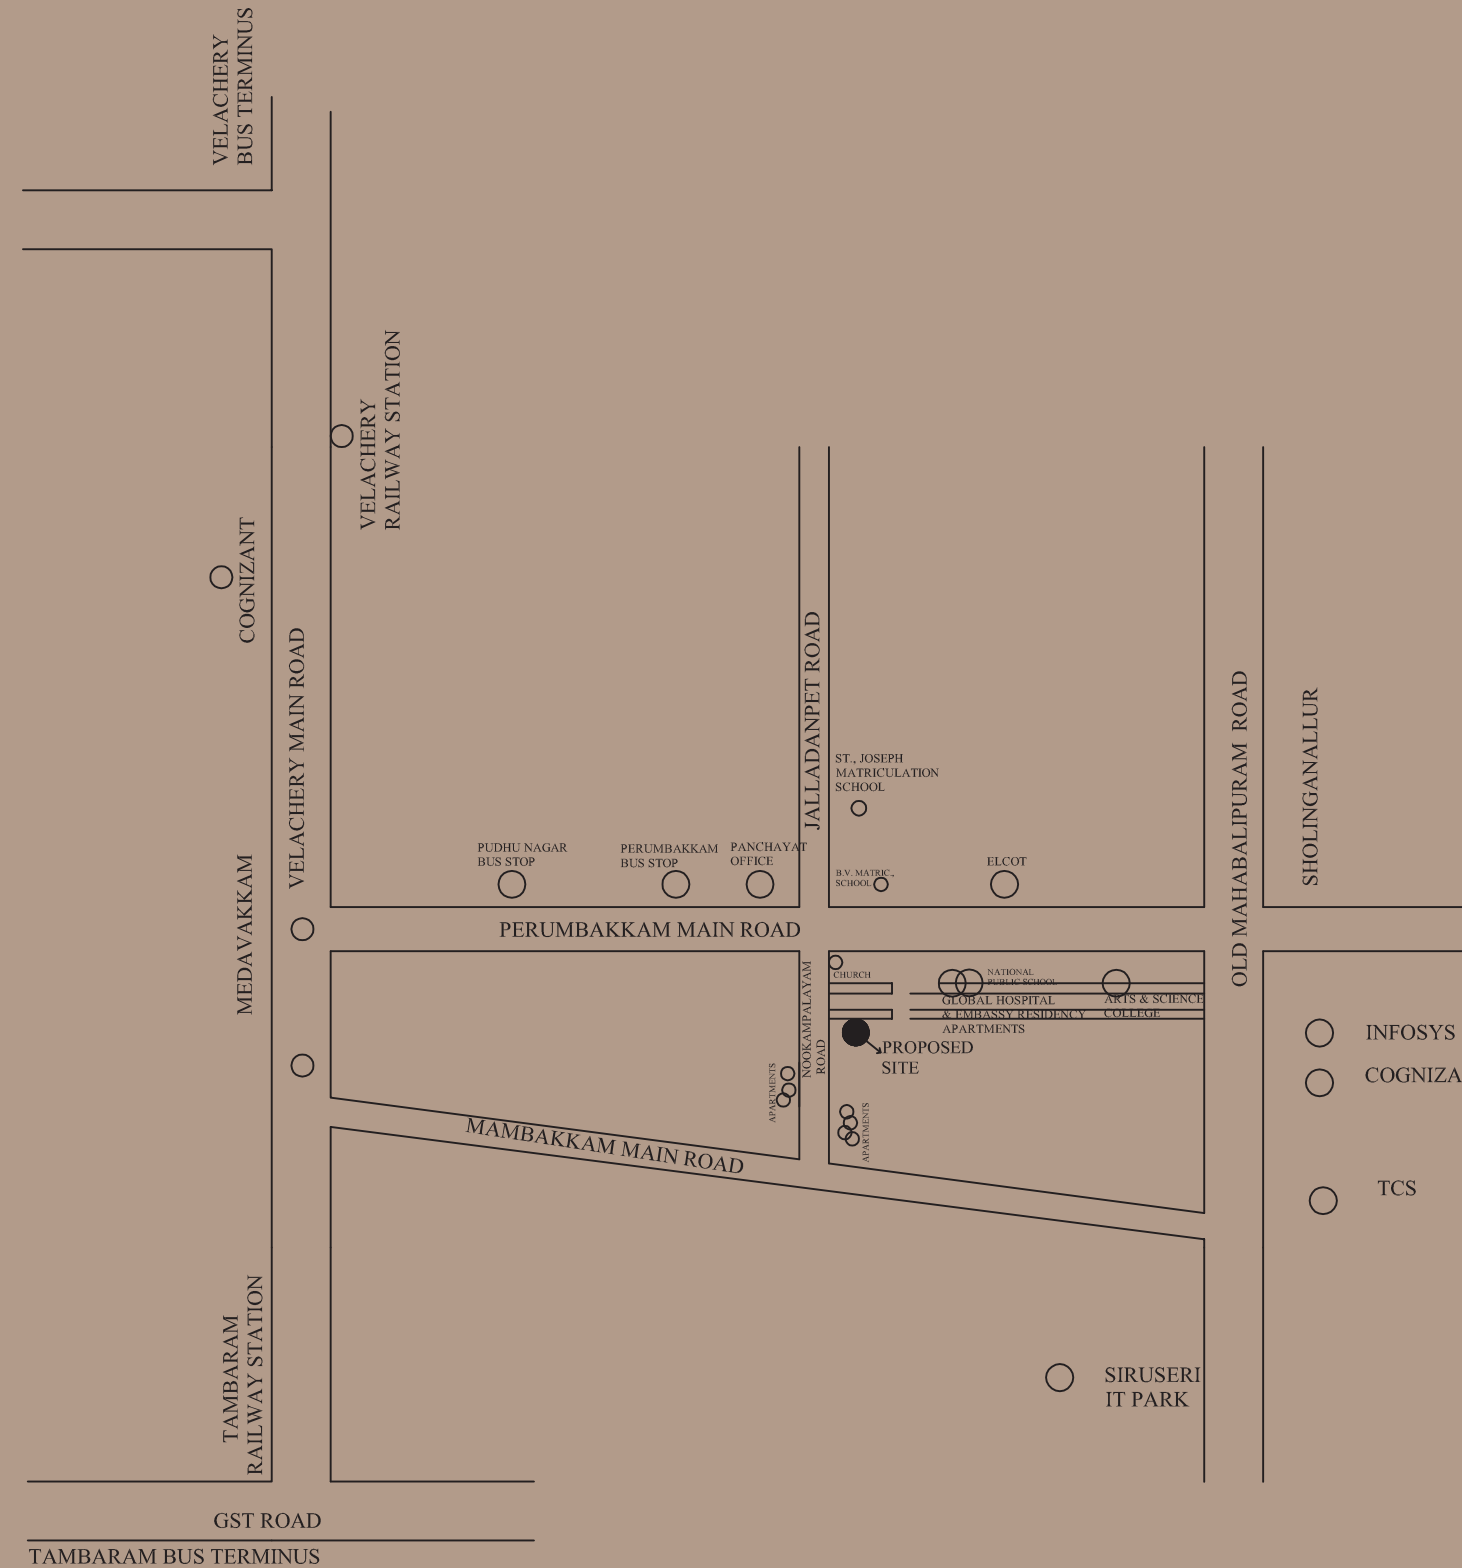 VELACHERY
BUS TERMINUS
VELACHERY
RAILWAY STATION
COGNIZANT
VELACHERY MAIN ROAD
JALLADANPET ROAD
OLD MAHABALIPURAM ROAD
SHOLINGANALLUR
ST., JOSEPH
MATRICULATION
SCHOOL
PUDHU NAGAR
BUS STOP
PERUMBAKKAM
BUS STOP
PANCHAYAT
OFFICE
B.V. MATRIC.,
SCHOOL
ELCOT
MEDAVAKKAM
PERUMBAKKAM MAIN ROAD
NOOKAMPALAYAM
ROAD
CHURCH
NATIONAL
PUBLIC SCHOOL
GLOBAL HOSPITAL
& EMBASSY RESIDENCY
APARTMENTS
ARTS & SCIENCE
COLLEGE
PROPOSED
SITE
INFOSYS
COGNIZA
APARTMENTS
APARTMENTS
MAMBAKKAM MAIN ROAD
TCS
TAMBARAM
RAILWAY STATION
SIRUSERI
IT PARK
GST ROAD
TAMBARAM BUS TERMINUS